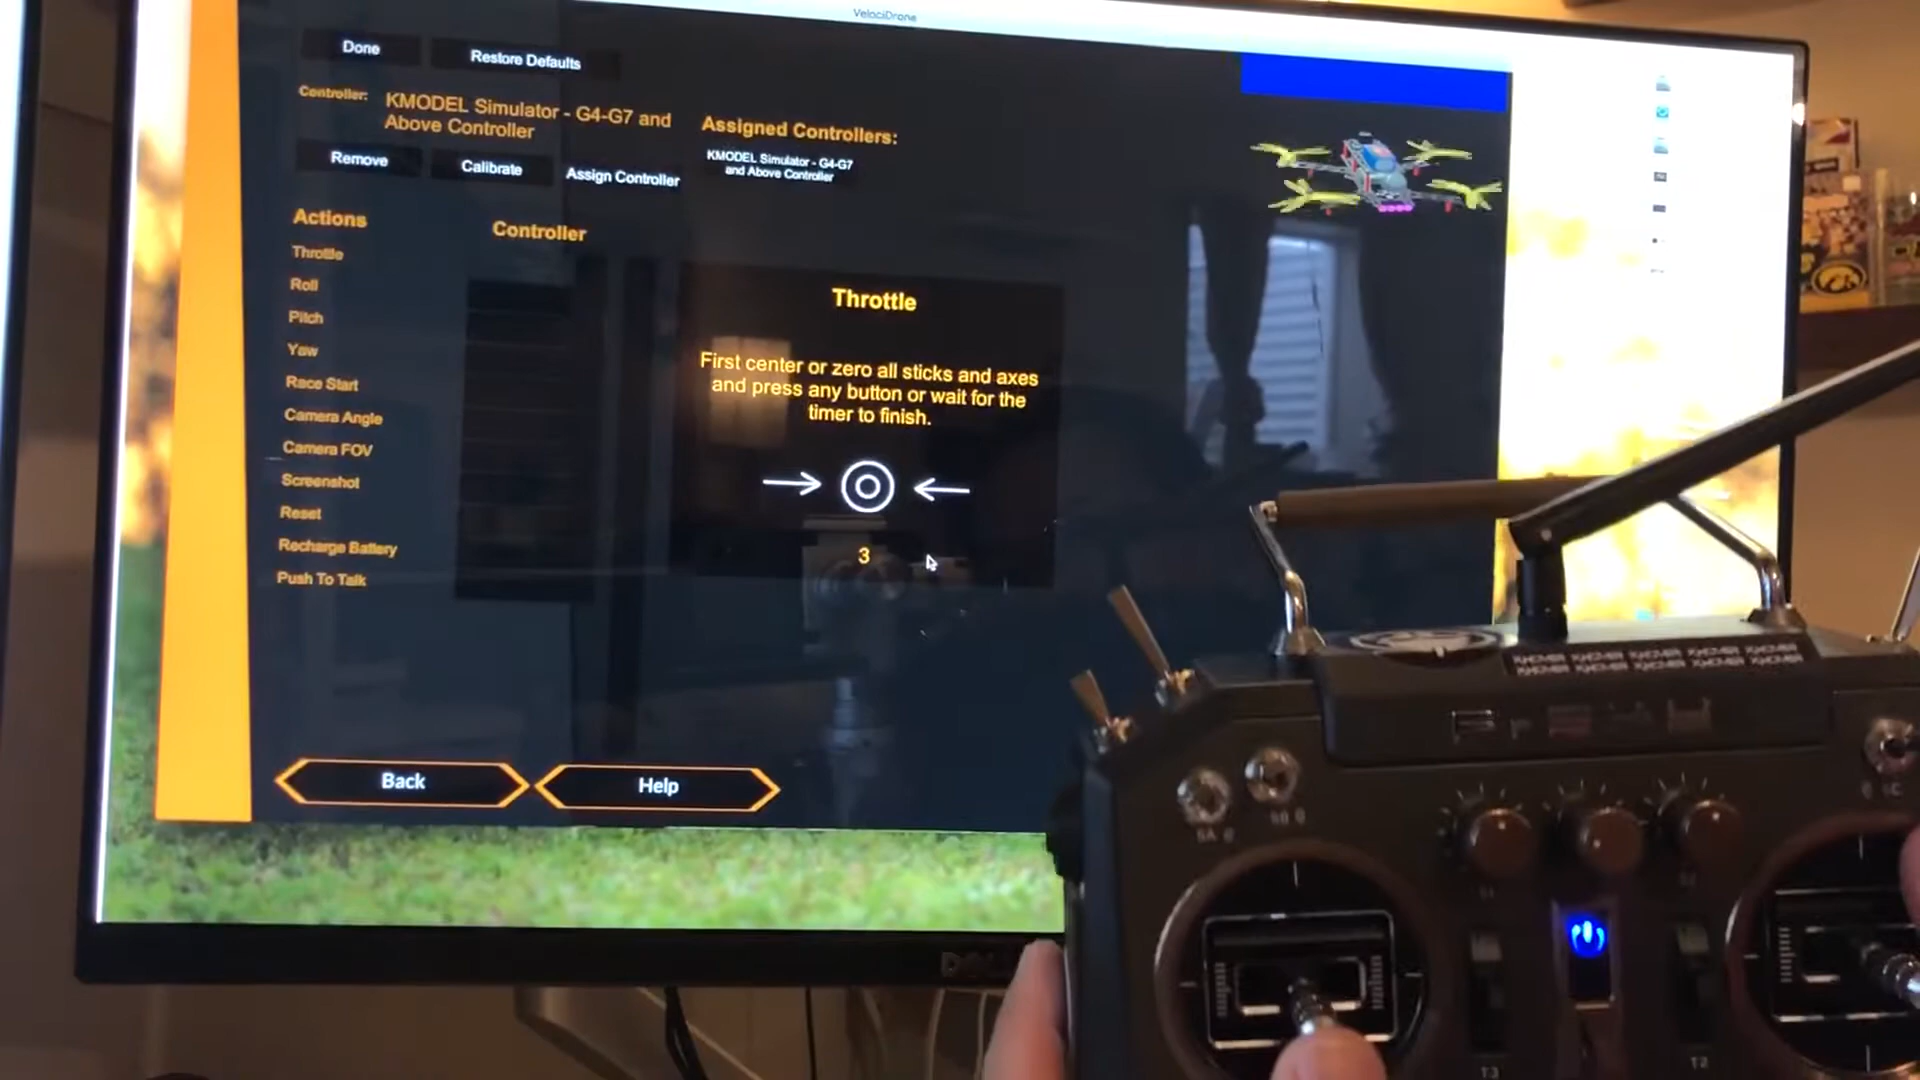 VelociDrone
Done
Restore Defaults
Controller:
KMODEL Simulator - G4-G7 and
Above Controller
Assigned Controllers:
KMODEL Simulator - G4-G7
and Above Controller
Remove
Calibrate
Assign Controller
Actions
Controller
Throttle
Roll
Pitch
Yaw
Race Start
Camera Angle
Camera FOV
Screenshot
Reset
Recharge Battery
Push To Talk
Throttle
First center or zero all sticks and axes
and press any button or wait for the
timer to finish.
3
Back
Help
SA
T3
T2